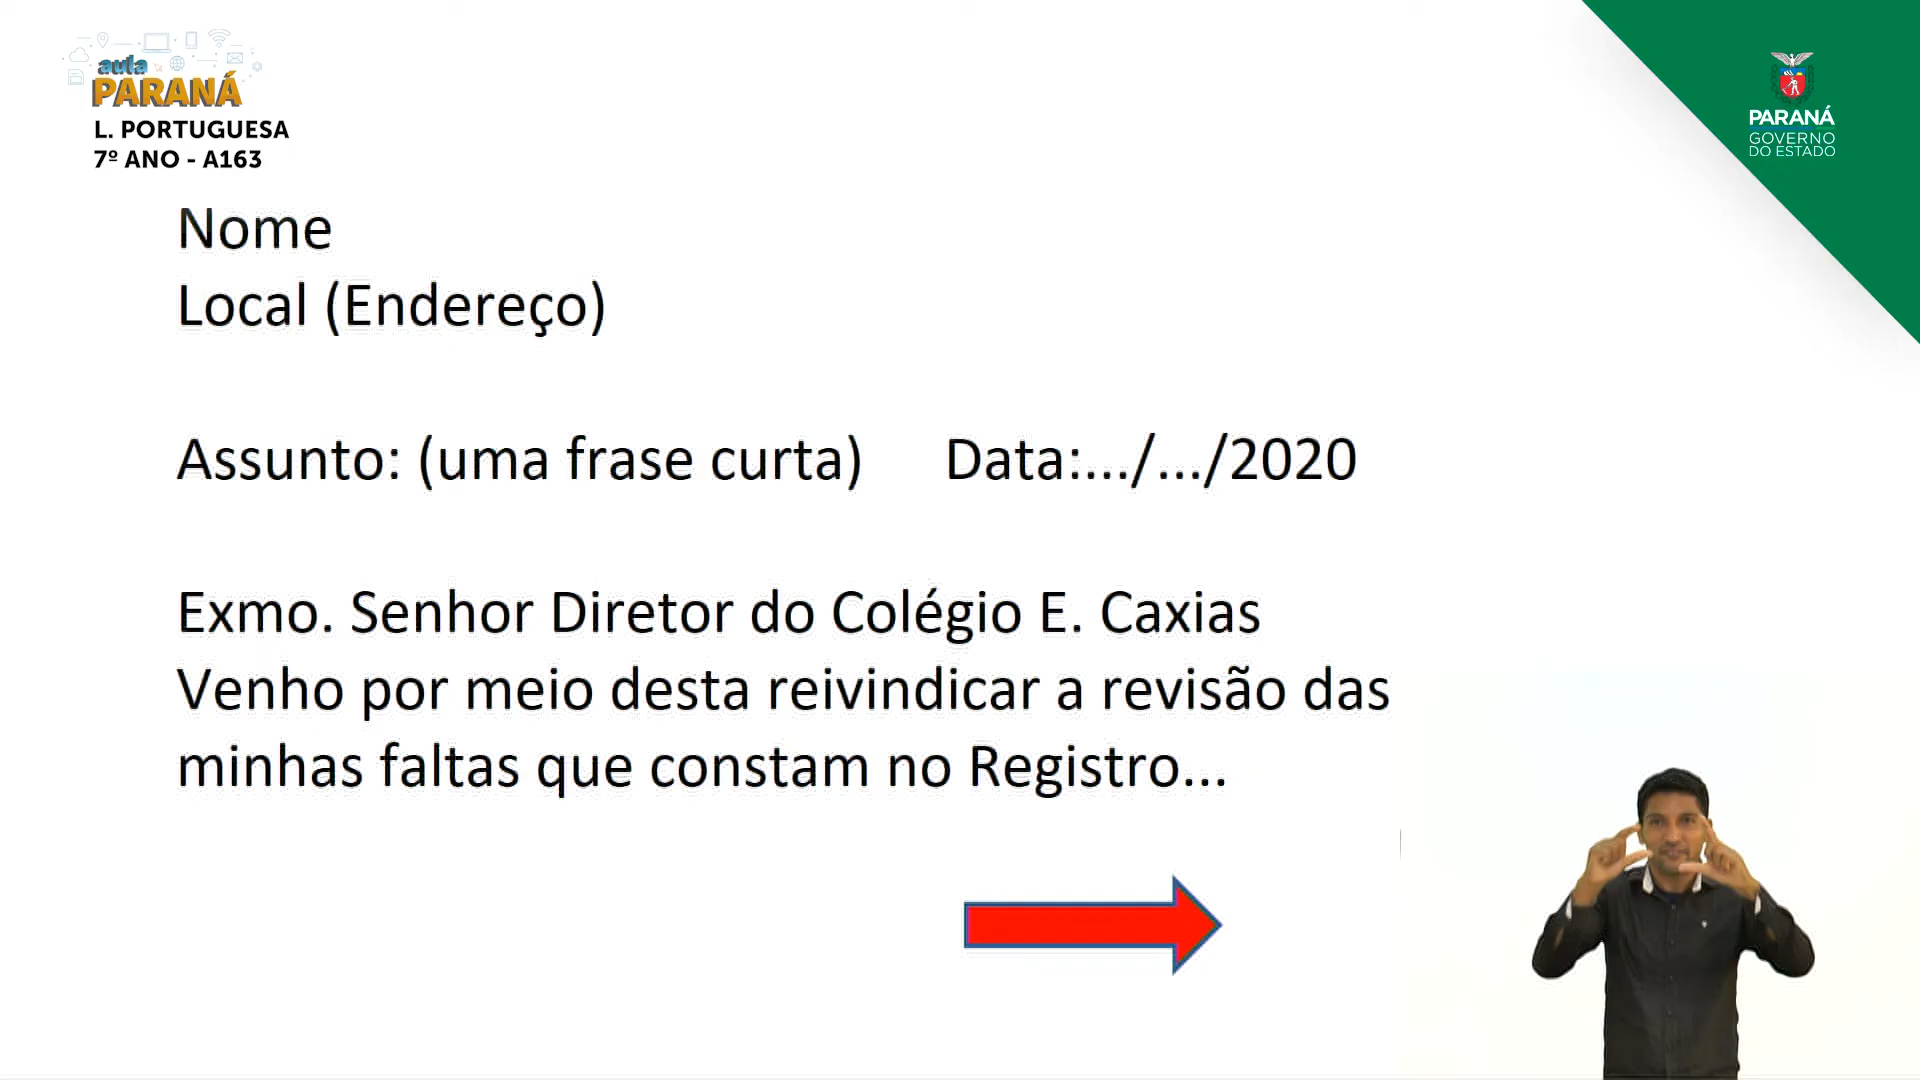 aula
PARANÁ
L. PORTUGUESA
7º ANO - A163
PARANÁ
GOVERNO
DO ESTADO
Nome
Local (Endereço)
Assunto: (uma frase curta) Data:.../.../2020
Exmo. Senhor Diretor do Colégio E. Caxias
Venho por meio desta reivindicar a revisão das
minhas faltas que constam no Registro...